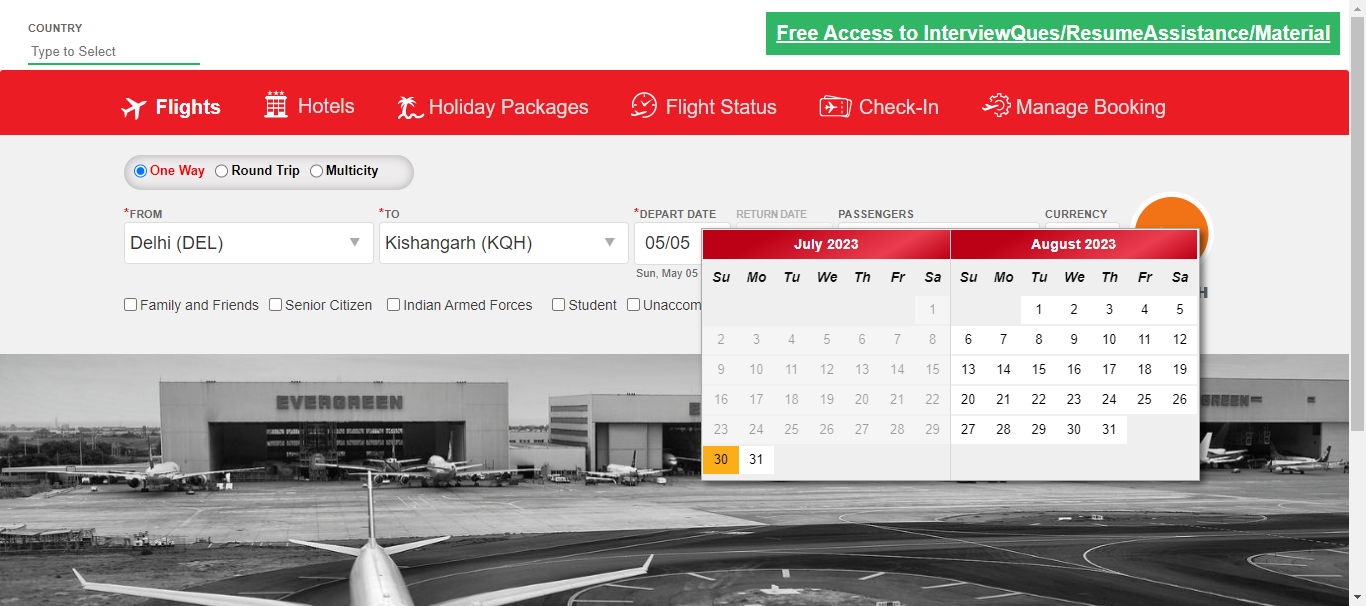 COUNTRY
Type to Select
Free Access to InterviewQues/ResumeAssistance/Material
Flights Hotels Holiday Packages Flight Status Check-In Manage Booking
One Way Round Trip Multicity
*FROM *TO *DEPART DATE RETURN DATE PASSENGERS CURRENCY
Delhi (DEL) Kishangarh (KQH) 05/05
Sun, May 05
Family and Friends Senior Citizen Indian Armed Forces Student Unaccom
July 2023 August 2023
Su Mo Tu We Th Fr Sa Su Mo Tu We Th Fr Sa
1 1 2 3 4 5
2 3 4 5 6 7 8 6 7 8 9 10 11 12
9 10 11 12 13 14 15 13 14 15 16 17 18 19
16 17 18 19 20 21 22 20 21 22 23 24 25 26
23 24 25 26 27 28 29 27 28 29 30 31
30 31
EVERGREEN